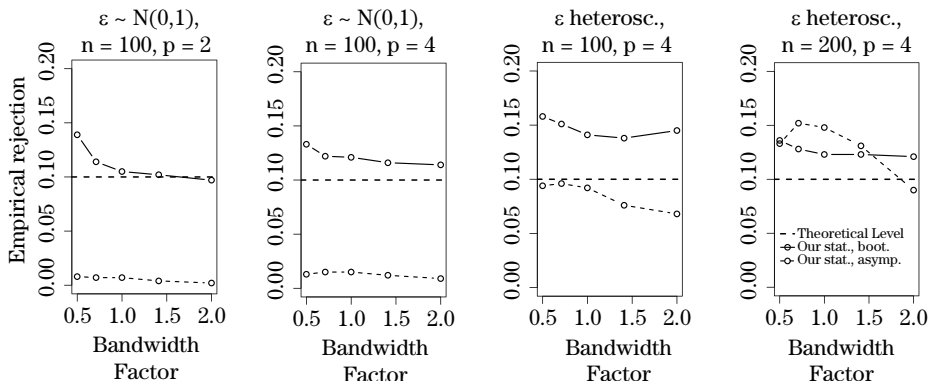 ε ~ N(0,1),
n = 100, p = 2
Empirical rejection
0.20
0.15
0.10
0.05
0.00
0.5
1.0
1.5
2.0
Bandwidth
Factor
ε ~ N(0,1),
n = 100, p = 4
0.20
0.15
0.10
0.05
0.00
0.5
1.0
1.5
2.0
Bandwidth
Factor
ε heterosc.,
n = 100, p = 4
0.20
0.15
0.10
0.05
0.00
0.5
1.0
1.5
2.0
Bandwidth
Factor
ε heterosc.,
n = 200, p = 4
0.20
0.15
0.10
0.05
0.00
Theoretical Level
Our stat., boot.
Our stat., asymp.
0.5
1.0
1.5
2.0
Bandwidth
Factor